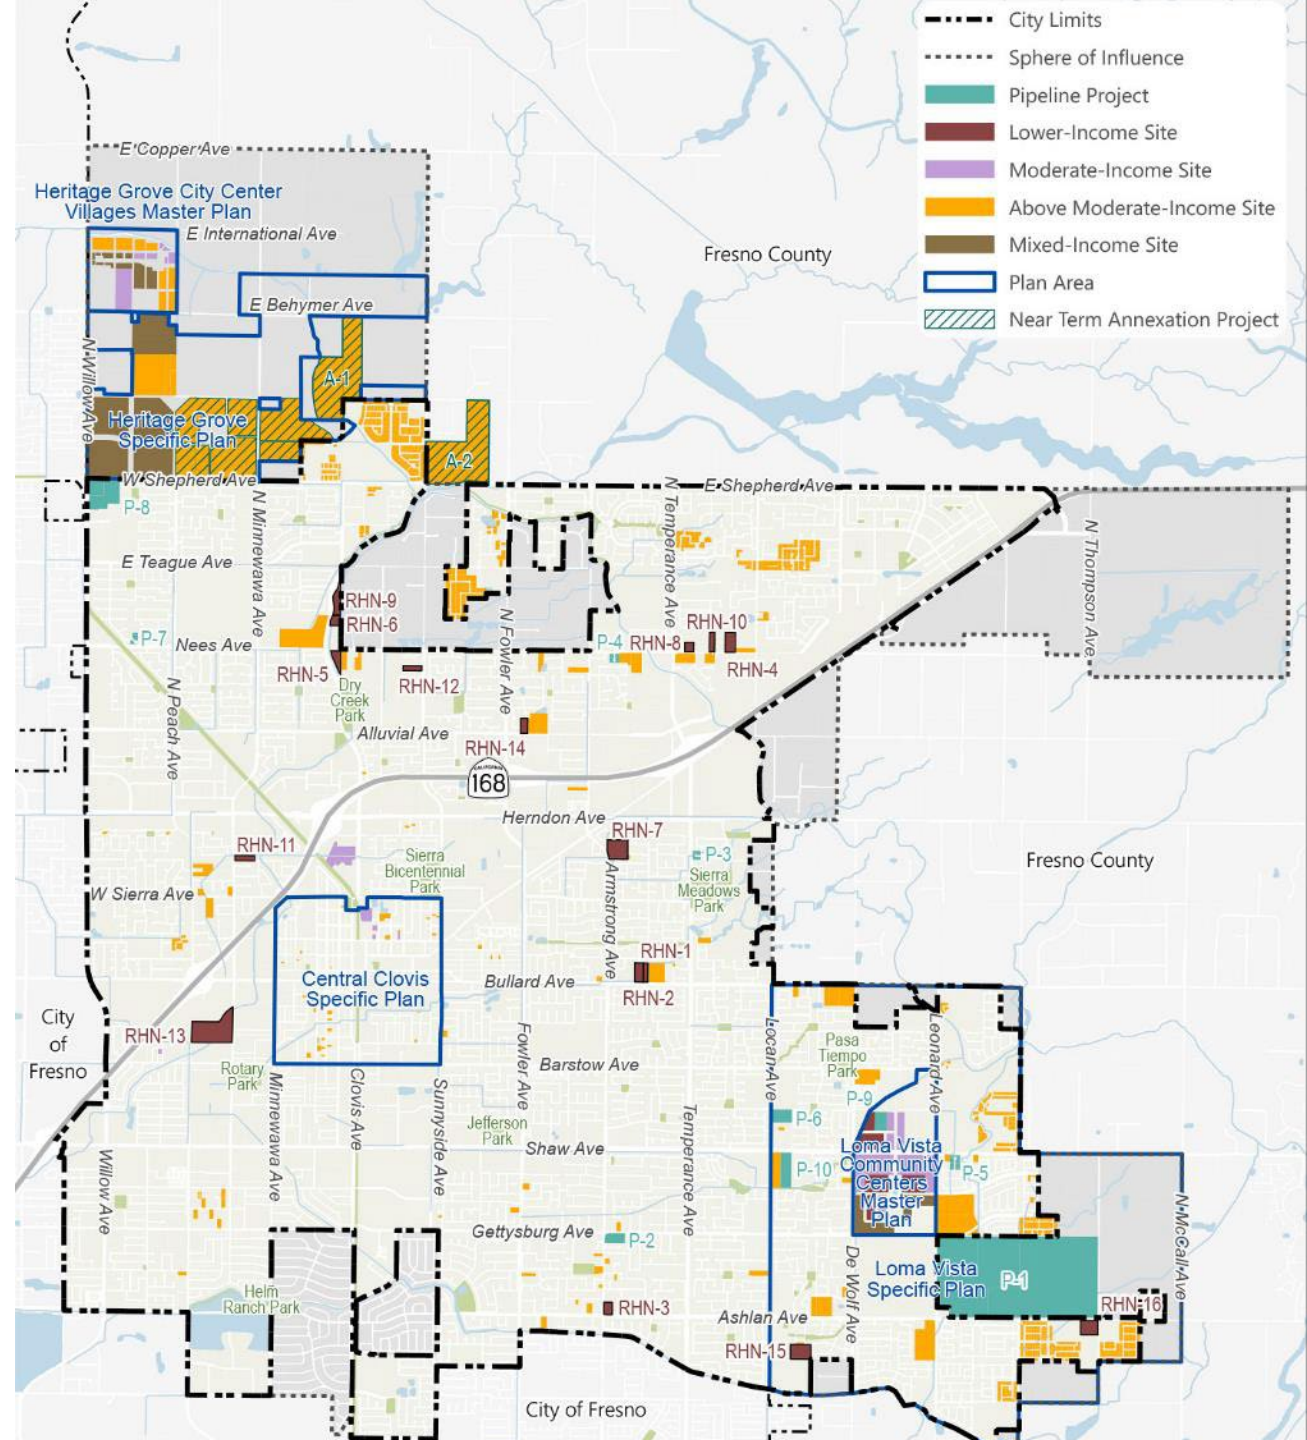 City Limits
Sphere of Influence
Pipeline Project
Lower-Income Site
Moderate-Income Site
Above Moderate-Income Site
Mixed-Income Site
Plan Area
Near Term Annexation Project
E Copper Ave
Heritage Grove City Center
Villages Master Plan
E International Ave
Fresno County
E Behymer Ave
N Willow Ave
A-1
Heritage Grove
Specific Plan
A-2
W Shepherd Ave
E Shepherd Ave
P-8
N Minnewawa Ave
N Temperance Ave
N Thompson Ave
E Teague Ave
RHN-9
RHN-6
N Fowler Ave
RHN-10
P-7
Nees Ave
P-4
RHN-8
RHN-5
RHN-12
RHN-4
N Peach Ave
Dry
Creek
Park
Alluvial Ave
RHN-14
CALIFORNIA
168
Herndon Ave
RHN-7
RHN-11
Sierra
Bicentennial
Park
P-3
Sierra
Meadows
Park
Fresno County
W Sierra Ave
Armstrong Ave
RHN-1
Central Clovis
Specific Plan
Bullard Ave
RHN-2
City
of
Fresno
RHN-13
Locan Ave
Leonard Ave
Pasa
Tiempo
Park
Rotary
Park
Fowler Ave
Barstow Ave
Minnewawa Ave
Clovis Ave
Sunnyside Ave
P-9
Jefferson
Park
Temperance Ave
P-6
Shaw Ave
Loma Vista
Community
Centers
Master
Plan
P-10
P-5
Willow Ave
N McCall Ave
Gettysburg Ave
P-2
De Wolf Ave
Loma Vista
Specific Plan
P-1
Helm
Ranch Park
RHN-3
Ashlan Ave
RHN-16
RHN-15
City of Fresno